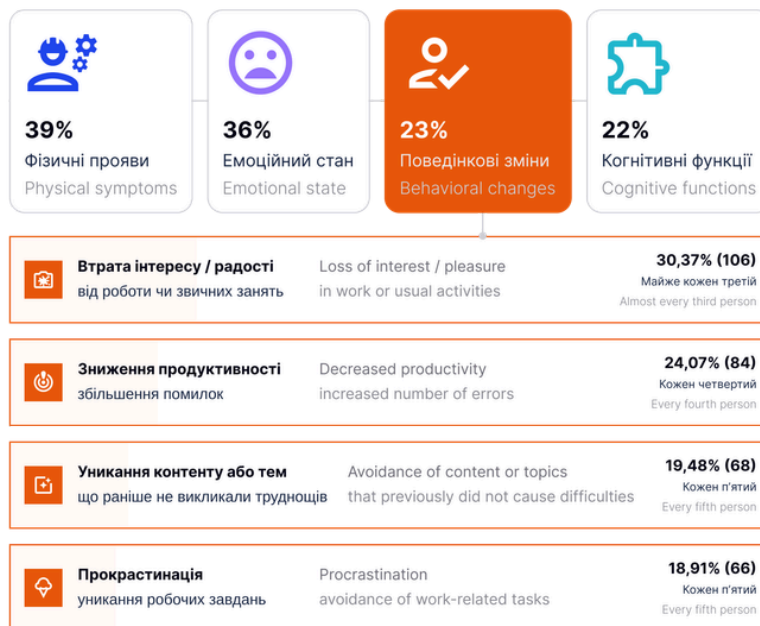 39%
Фізичні прояви
Physical symptoms
36%
Емоційний стан
Emotional state
23%
Поведінкові зміни
Behavioral changes
22%
Когнітивні функції
Cognitive functions
Втрата інтересу / радості
від роботи чи звичних занять
Loss of interest / pleasure
in work or usual activities
30,37% (106)
Майже кожен третій
Almost every third person
Зниження продуктивності
збільшення помилок
Decreased productivity
increased number of errors
24,07% (84)
Кожен четвертий
Every fourth person
Уникання контенту або тем
що раніше не викликали труднощів
Avoidance of content or topics
that previously did not cause difficulties
19,48% (68)
Кожен п'ятий
Every fifth person
Прокрастинація
уникання робочих завдань
Procrastination
avoidance of work-related tasks
18,91% (66)
Кожен п'ятий
Every fifth person